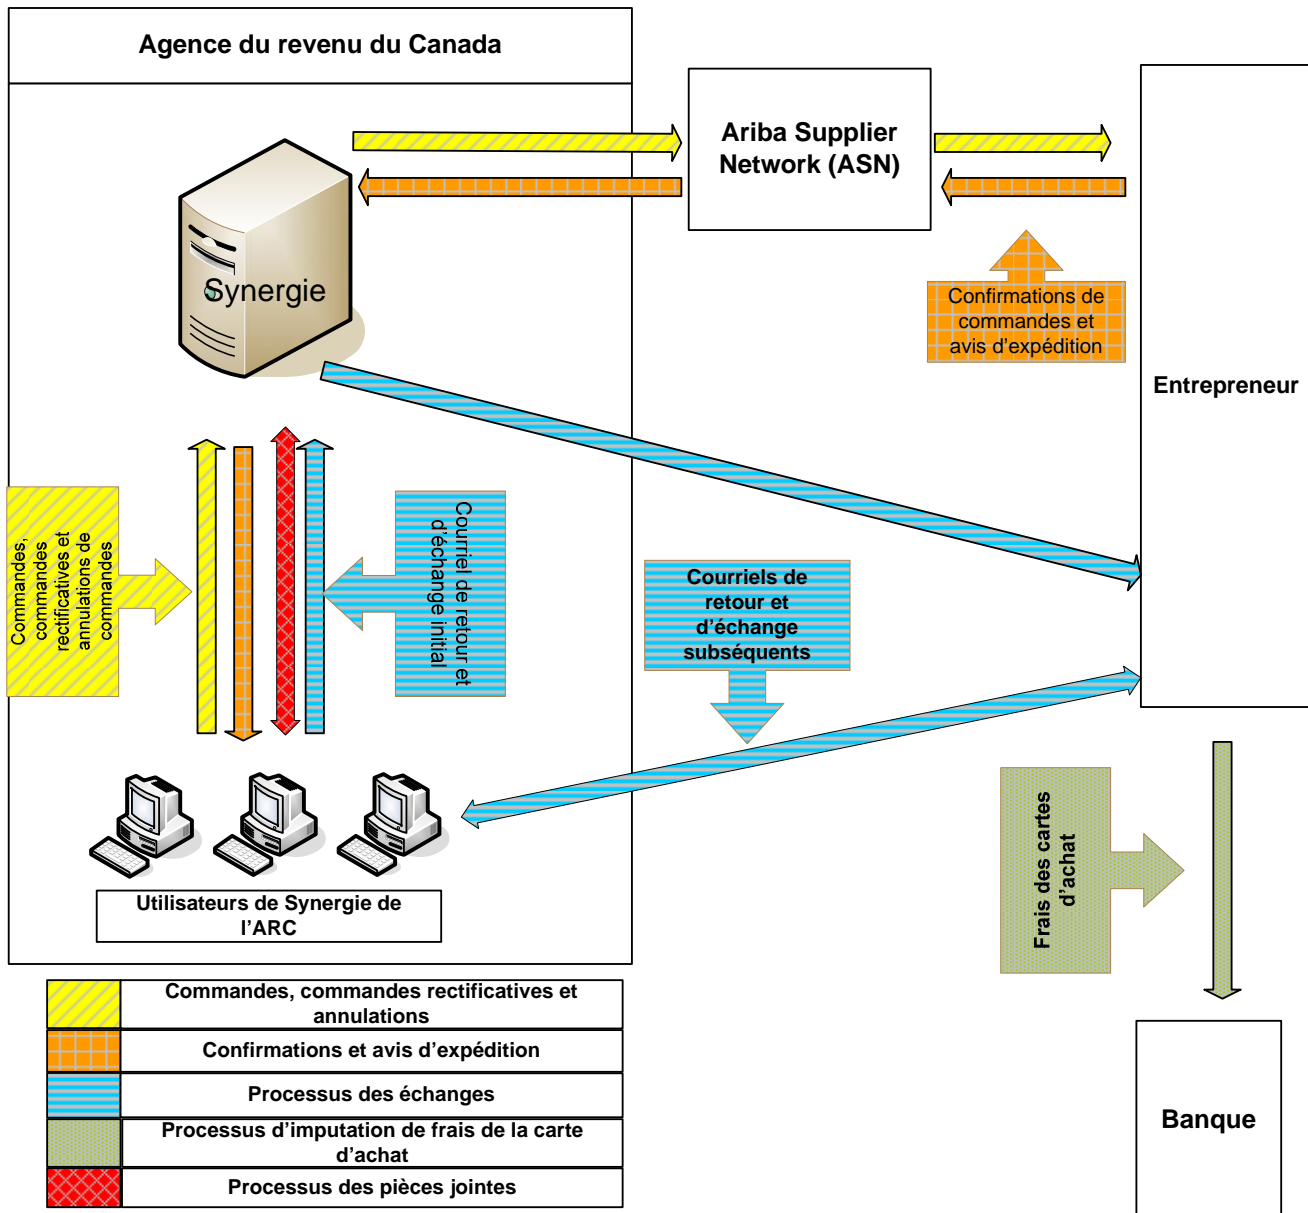 Agence du revenu du Canada
Ariba Supplier
Network (ASN)
Synergie
Confirmations de
commandes et
avis d'expédition
Entrepreneur
Commandes,
commandes
rectificatives et
annulations de
commandes
Courriel de retour et
d'échange initial
Courriels de
retour et
d'échange
subséquents
Frais des cartes
d'achat
Utilisateurs de Synergie de
l'ARC
Commandes, commandes rectificatives et
annulations
Confirmations et avis d'expédition
Processus des échanges
Processus d'imputation de frais de la carte
d'achat
Processus des pièces jointes
Banque